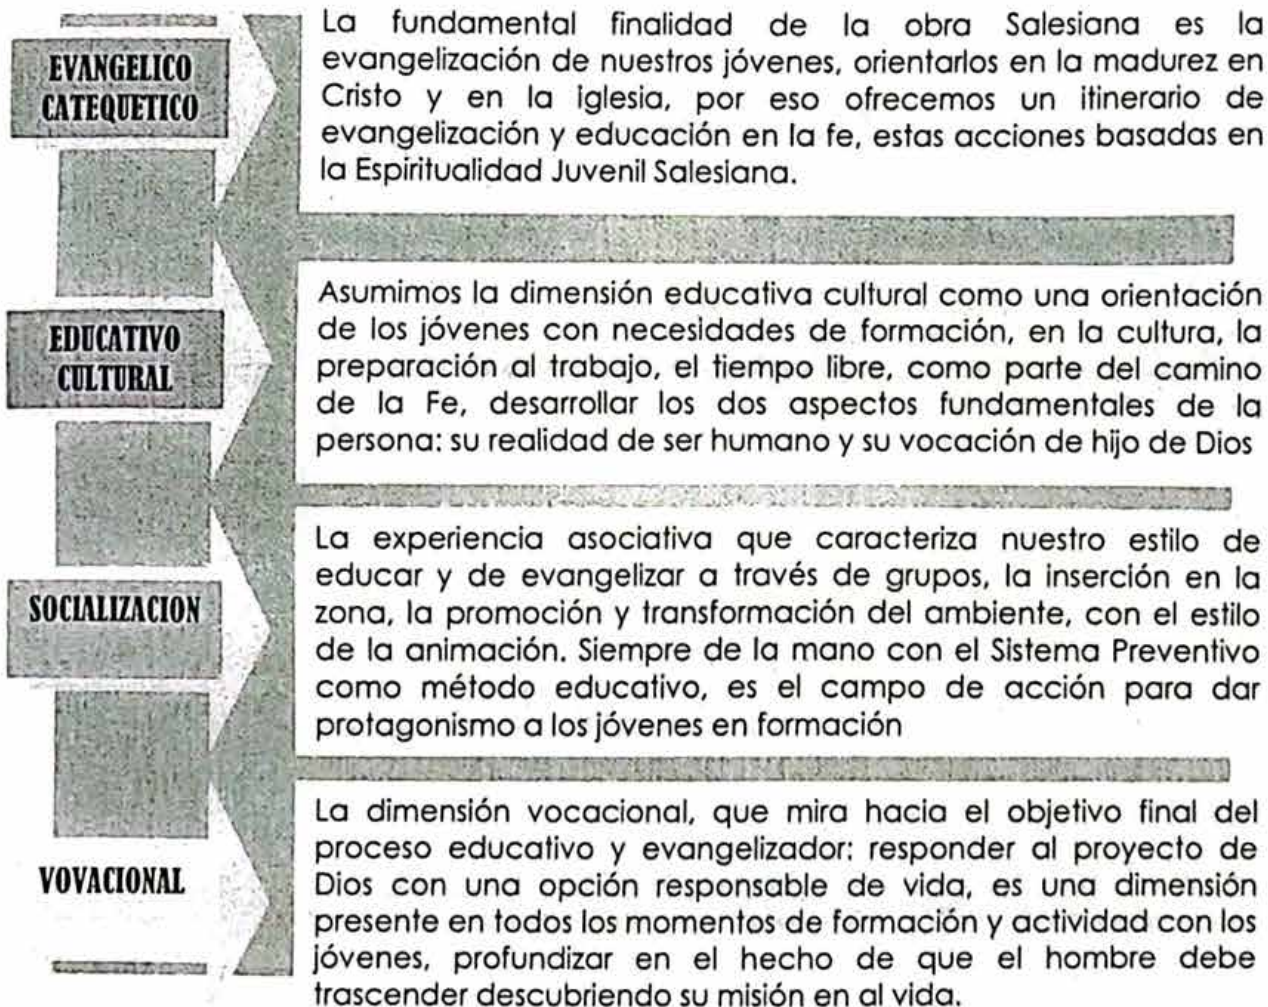 EVANGELICO
CATEQUETICO
La fundamental finalidad de la obra Salesiana es la
evangelización de nuestros jóvenes, orientarlos en la madurez en
Cristo y en la iglesia, por eso ofrecemos un itinerario de
evangelización y educación en la fe, estas acciones basadas en
la Espiritualidad Juvenil Salesiana.
EDUCATIVO
CULTURAL
Asumimos la dimensión educativa cultural como una orientación
de los jóvenes con necesidades de formación, en la cultura, la
preparación al trabajo, el tiempo libre, como parte del camino
de la Fe, desarrollar los dos aspectos fundamentales de la
persona: su realidad de ser humano y su vocación de hijo de Dios
SOCIALIZACION
La experiencia asociativa que caracteriza nuestro estilo de
educar y de evangelizar a través de grupos, la inserción en la
zona, la promoción y transformación del ambiente, con el estilo
de la animación. Siempre de la mano con el Sistema Preventivo
como método educativo, es el campo de acción para dar
protagonismo a los jóvenes en formación
VOVACIONAL
La dimensión vocacional, que mira hacia el objetivo final del
proceso educativo y evangelizador: responder al proyecto de
Dios con una opción responsable de vida, es una dimensión
presente en todos los momentos de formación y actividad con los
jóvenes, profundizar en el hecho de que el hombre debe
trascender descubriendo su misión en al vida.